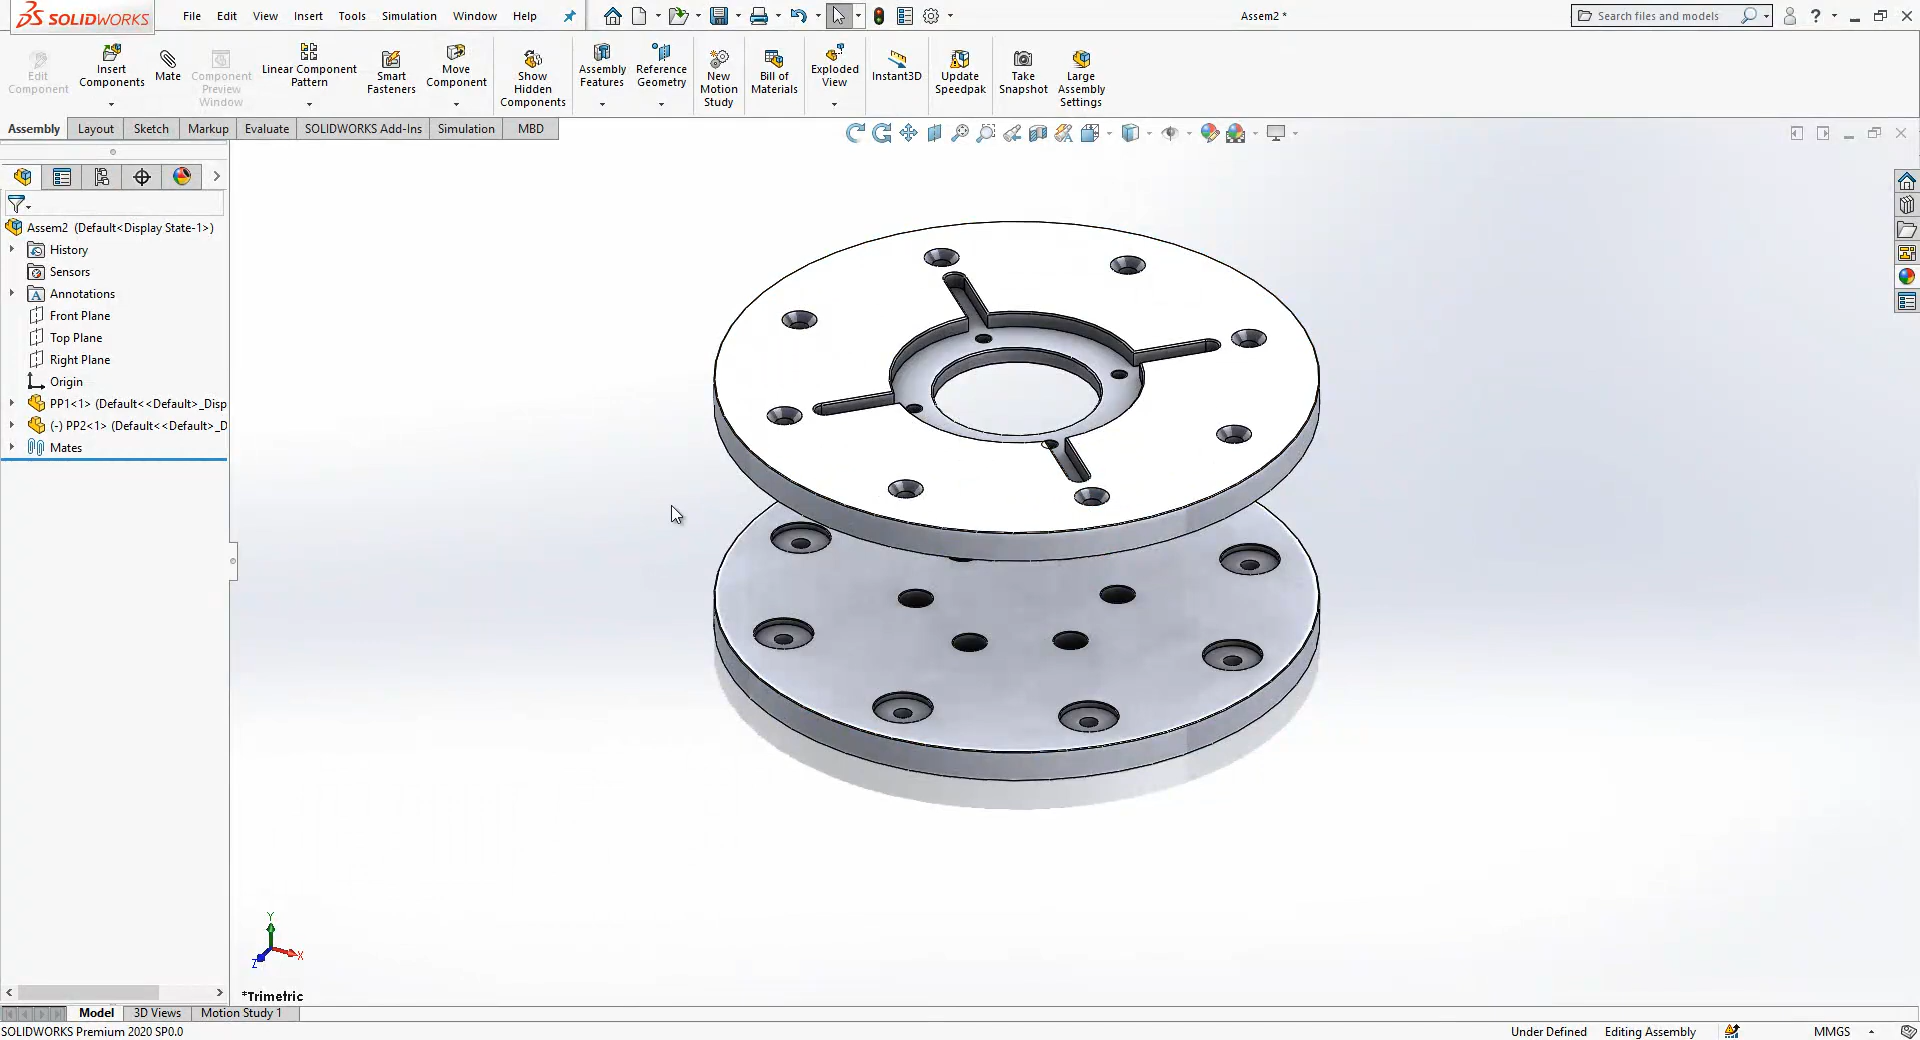 SOLIDWORKS File Edit View Insert Tools Simulation Window Help Assem2 * Search files and models ?
Edit Component
Insert Components
Mate
Component Preview Window
Linear Component Pattern
Smart Fasteners
Move Component
Show Hidden Components
Assembly Features
Reference Geometry
New Motion Study
Bill of Materials
Exploded View
Instant3D
Update Speedpak
Take Snapshot
Large Assembly Settings
Assembly Layout Sketch Markup Evaluate SOLIDWORKS Add-Ins Simulation MBD
Assem2 (Default<Display State-1>)
History
Sensors
Annotations
Front Plane
Top Plane
Right Plane
Origin
PP1<1> (Default<<Default>_Disp
(-) PP2<1> (Default<<Default>_D
Mates
Y
X
Z
*Trimetric
Model 3D Views Motion Study 1
SOLIDWORKS Premium 2020 SP0.0 Under Defined Editing Assembly MMGS